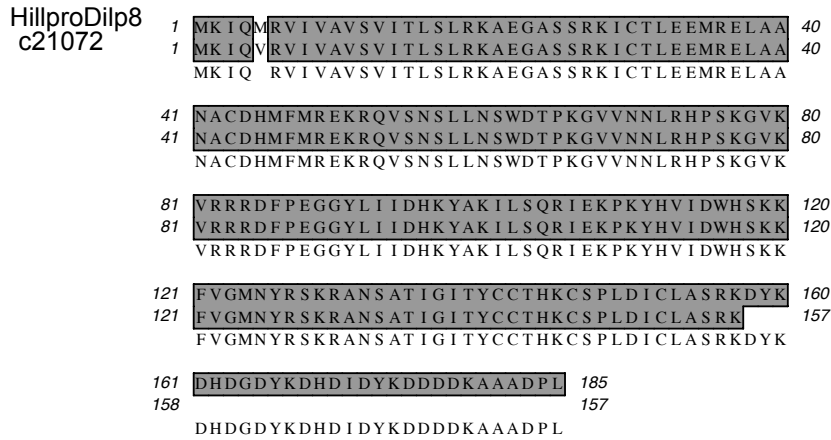 HillproDilp8 1 MKIQMRVIVAVSVITLSLRKAEGASSRKICTLEEMRELAA 40
c21072 1 MKIQVRVIVAVSVITLSLRKAEGASSRKICTLEEMRELAA 40
MKIQ RVIVAVSVITLSLRKAEGASSRKICTLEEMRELAA
41 NACDHMFMREKRQVSNSLLNSWDTPKGVVNNLRHPSKGVK 80
41 NACDHMFMREKRQVSNSLLNSWDTPKGVVNNLRHPSKGVK 80
NACDHMFMREKRQVSNSLLNSWDTPKGVVNNLRHPSKGVK
81 VRRRDFPEGGYLIIDHKYAKILSQRIEKPKYHVIDWHSKK 120
81 VRRRDFPEGGYLIIDHKYAKILSQRIEKPKYHVIDWHSKK 120
VRRRDFPEGGYLIIDHKYAKILSQRIEKPKYHVIDWHSKK
121 FVGMNYRSKRANSATIGITYCCTHKCSPLDICLASRKDYK 160
121 FVGMNYRSKRANSATIGITYCCTHKCSPLDICLASRK 157
FVGMNYRSKRANSATIGITYCCTHKCSPLDICLASRKDYK
161 DHDGDYKDHDIDYKDDDDKAAADPL 185
158 157
DHDGDYKDHDIDYKDDDDKAAADPL